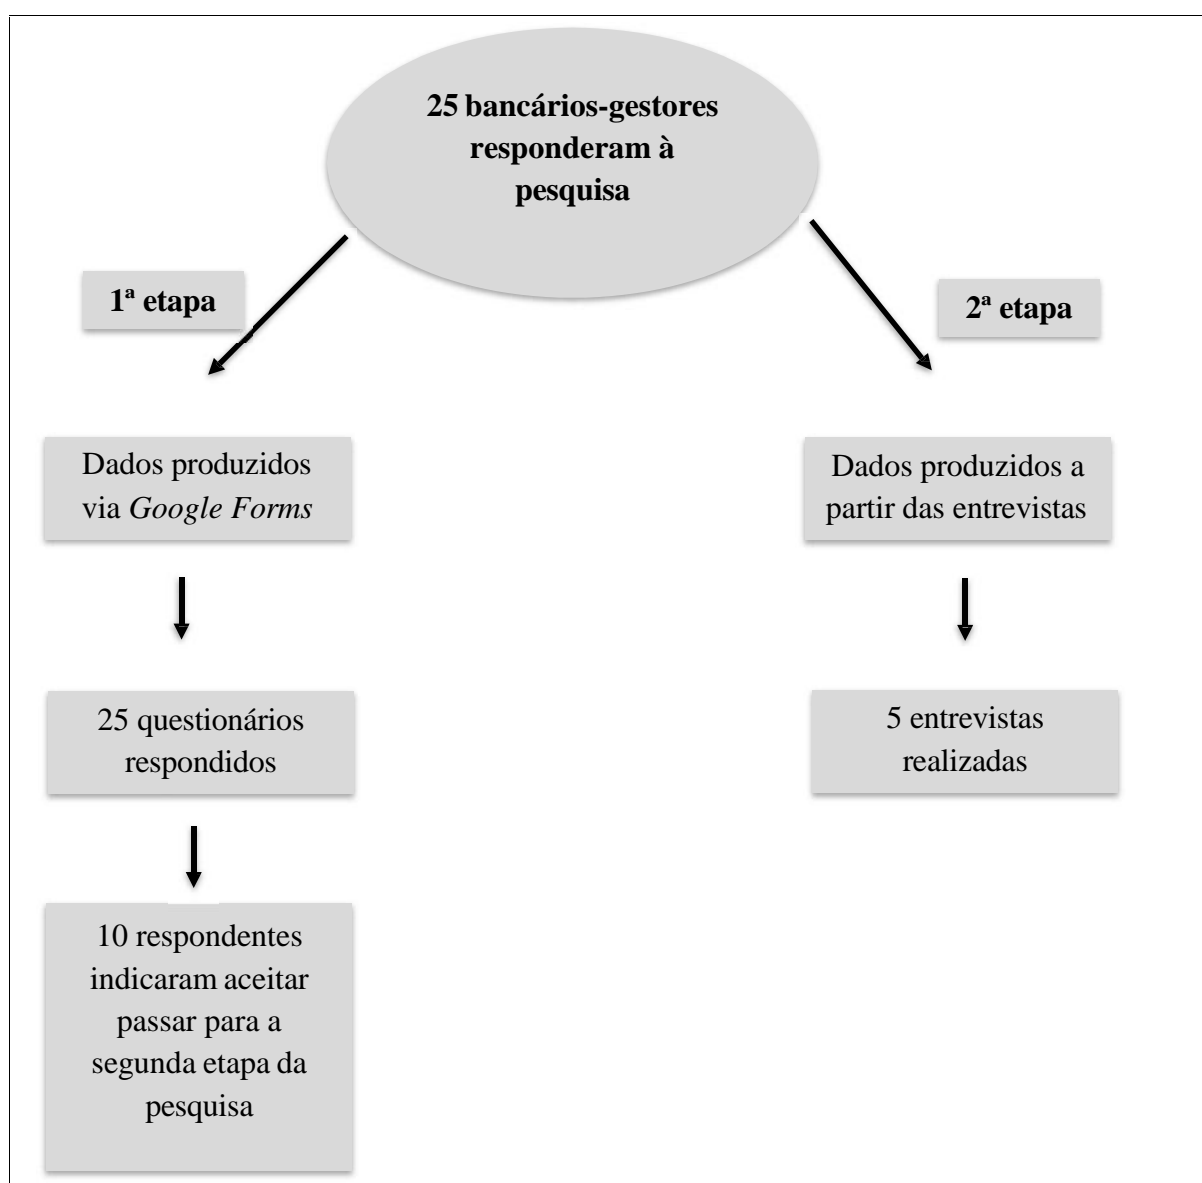 25 bancários-gestores
responderam à
pesquisa
1ª etapa
2ª etapa
Dados produzidos
via Google Forms
Dados produzidos a
partir das entrevistas
25 questionários
respondidos
5 entrevistas
realizadas
10 respondentes
indicaram aceitar
passar para a
segunda etapa da
pesquisa